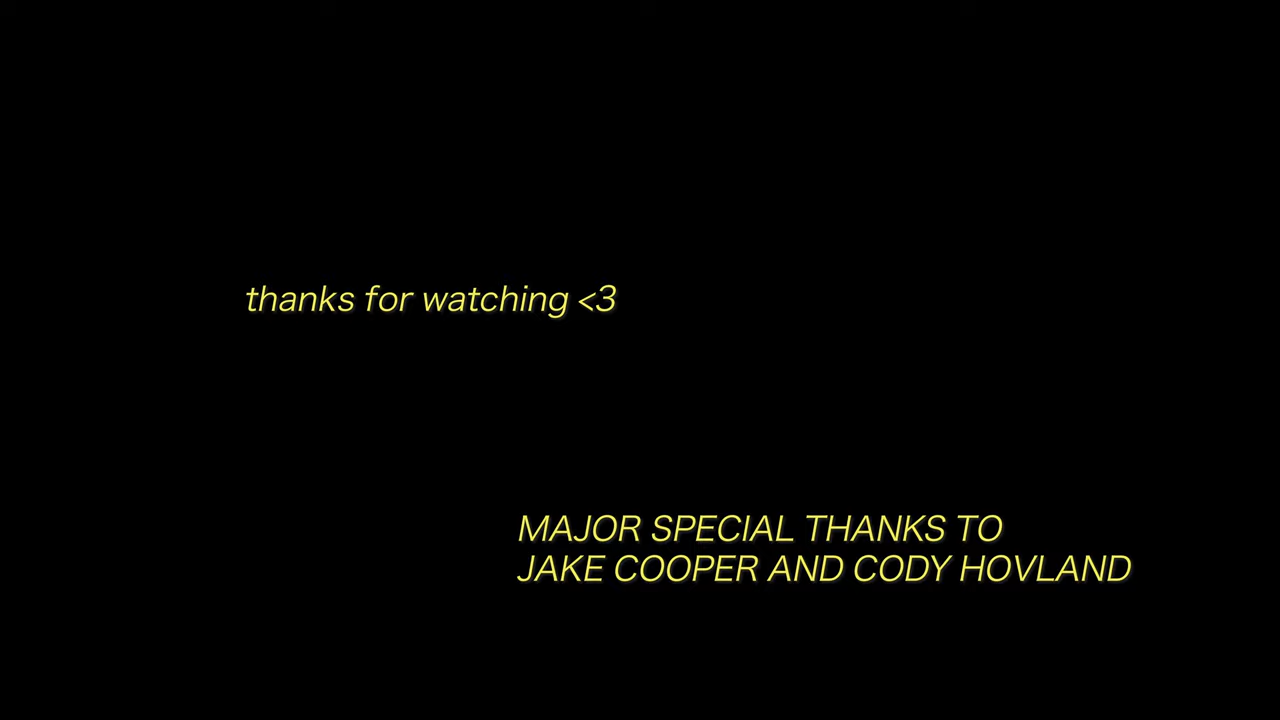 thanks for watching <3
MAJOR SPECIAL THANKS TO
JAKE COOPER AND CODY HOVLAND